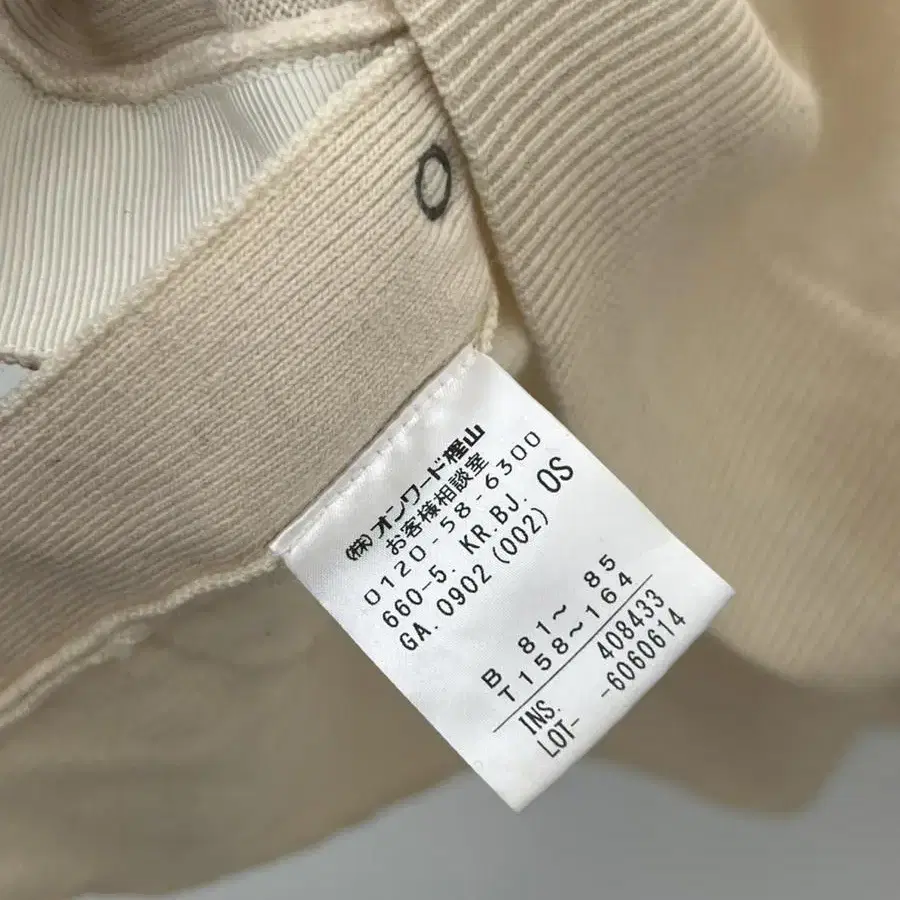 O
(株)オンワード樫山
お客様相談室
0120-58-6300
660-5. KR.BJ. OS
GA.0902(002)
B 81~ 85
T158~164
INS. 408433
LOT- -6060614